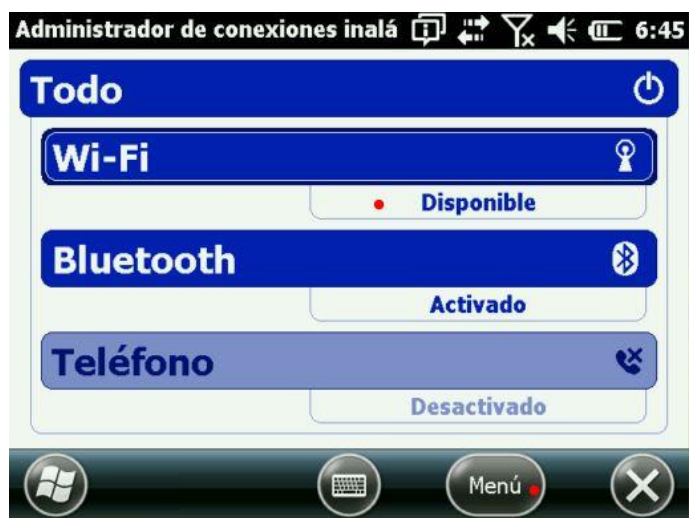 Administrador de conexiones inalá 6:45
Todo
Wi-Fi
Disponible
Bluetooth
Activado
Teléfono
Desactivado
Menú